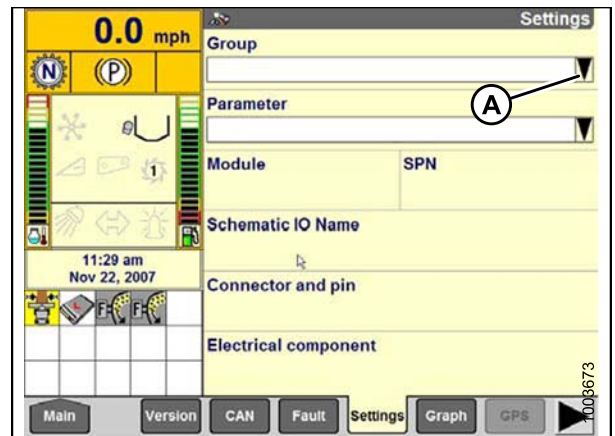 0.0 mph
Settings
Group
N
(P)
A
Parameter
Module
SPN
1
Schematic IO Name
11:29 am
Nov 22, 2007
Connector and pin
F
F
Electrical component
1003673
Main
Version
CAN
Fault
Settings
Graph
GPS